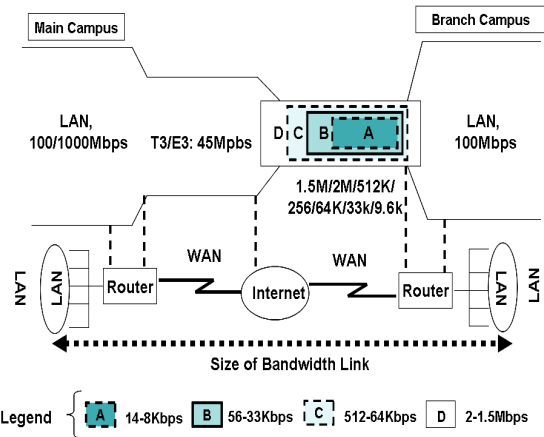 Main Campus
Branch Campus
LAN,
100/1000Mbps
T3/E3: 45Mpbs
D C B A
LAN,
100Mbps
1.5M/2M/512K/
256/64K/33k/9.6k
WAN
WAN
LAN
LAN
Router
Internet
Router
LAN
LAN
Size of Bandwidth Link
Legend
A 14-8Kbps
B 56-33Kbps
C 512-64Kbps
D 2-1.5Mbps